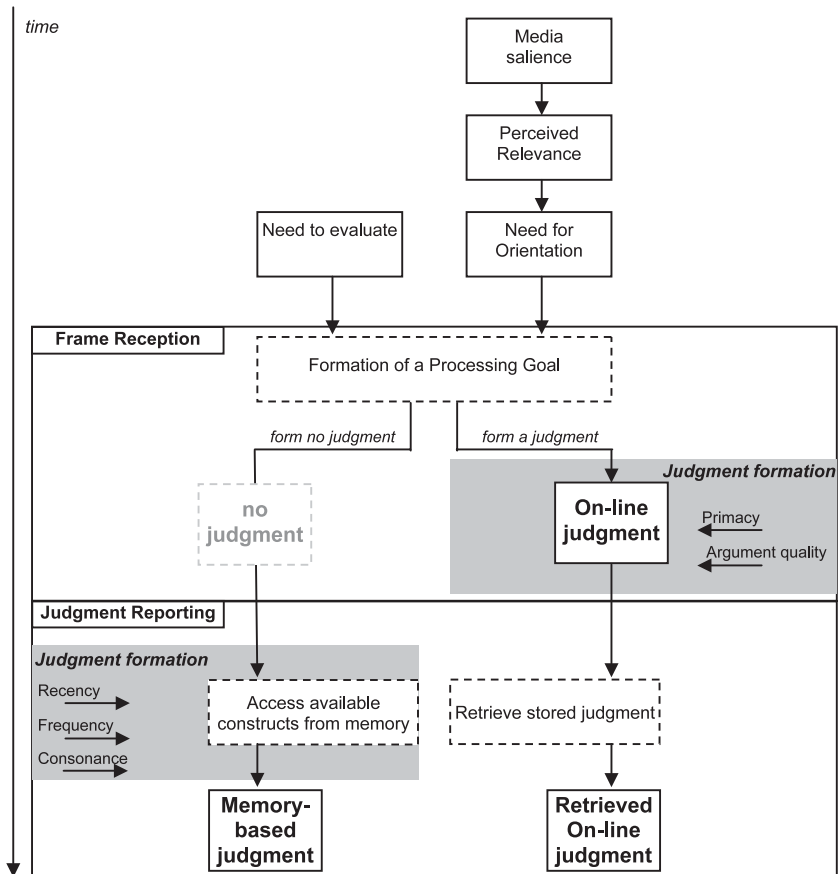 time
Media
salience
Perceived
Relevance
Need to evaluate
Need for
Orientation
Frame Reception
Formation of a Processing Goal
form no judgment
form a judgment
Judgment formation
no
judgment
On-line
judgment
Primacy
Argument quality
Judgment Reporting
Judgment formation
Recency
Frequency
Consonance
Access available
constructs from memory
Retrieve stored judgment
Memory-
based
judgment
Retrieved
On-line
judgment